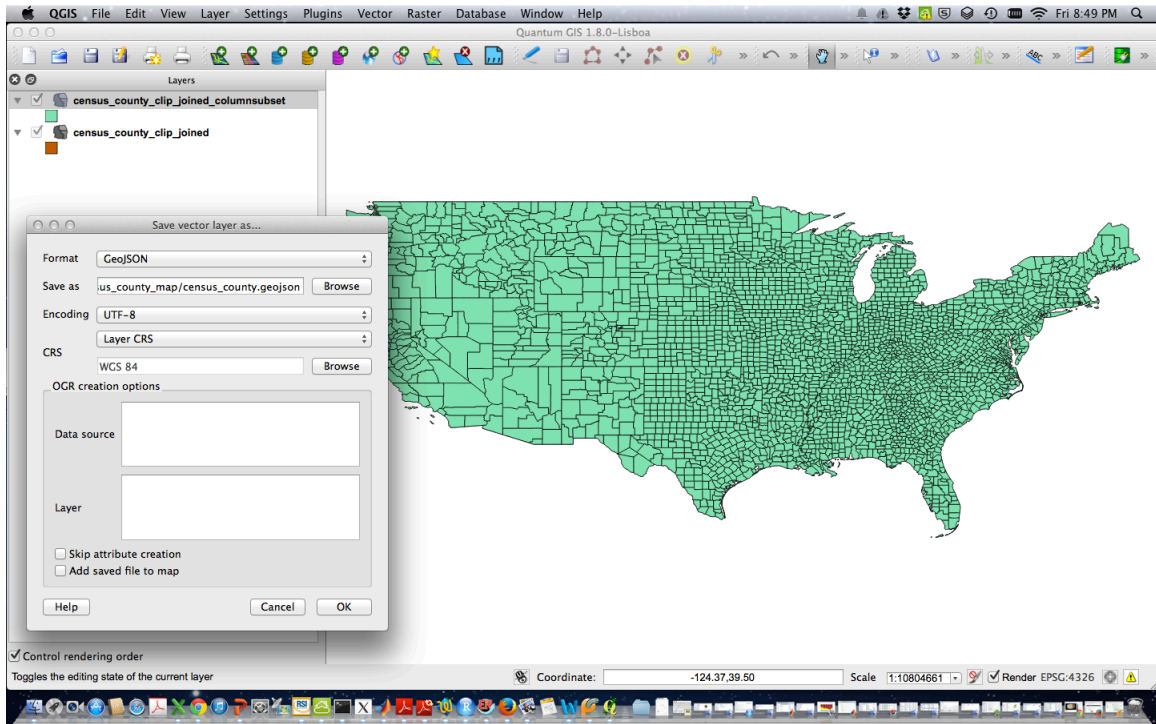 QGIS File Edit View Layer Settings Plugins Vector Raster Database Window Help
Fri 8:49 PM
Quantum GIS 1.8.0-Lisboa
Layers
census_county_clip_joined_columnsubset
census_county_clip_joined
Save vector layer as...
Format GeoJSON
Save as us_county_map/census_county.geojson Browse
Encoding UTF-8
Layer CRS
CRS
WGS 84 Browse
OGR creation options
Data source
Layer
Skip attribute creation
Add saved file to map
Help Cancel OK
Control rendering order
Toggles the editing state of the current layer Coordinate: -124.37,39.50 Scale 1:10804661 Render EPSG:4326